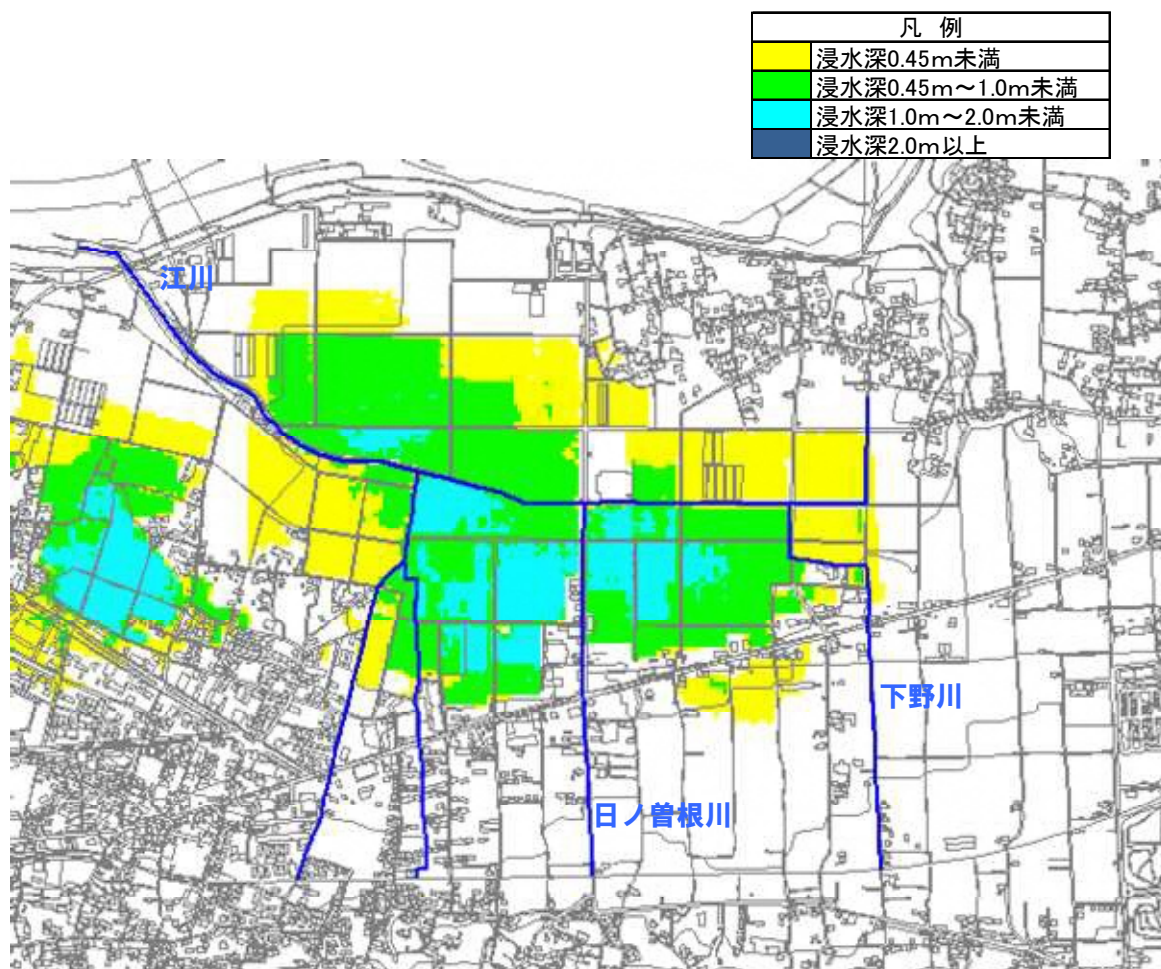 凡 例
浸水深0.45m未満
浸水深0.45m～1.0m未満
浸水深1.0m～2.0m未満
浸水深2.0m以上
江川
下野川
日ノ曽根川